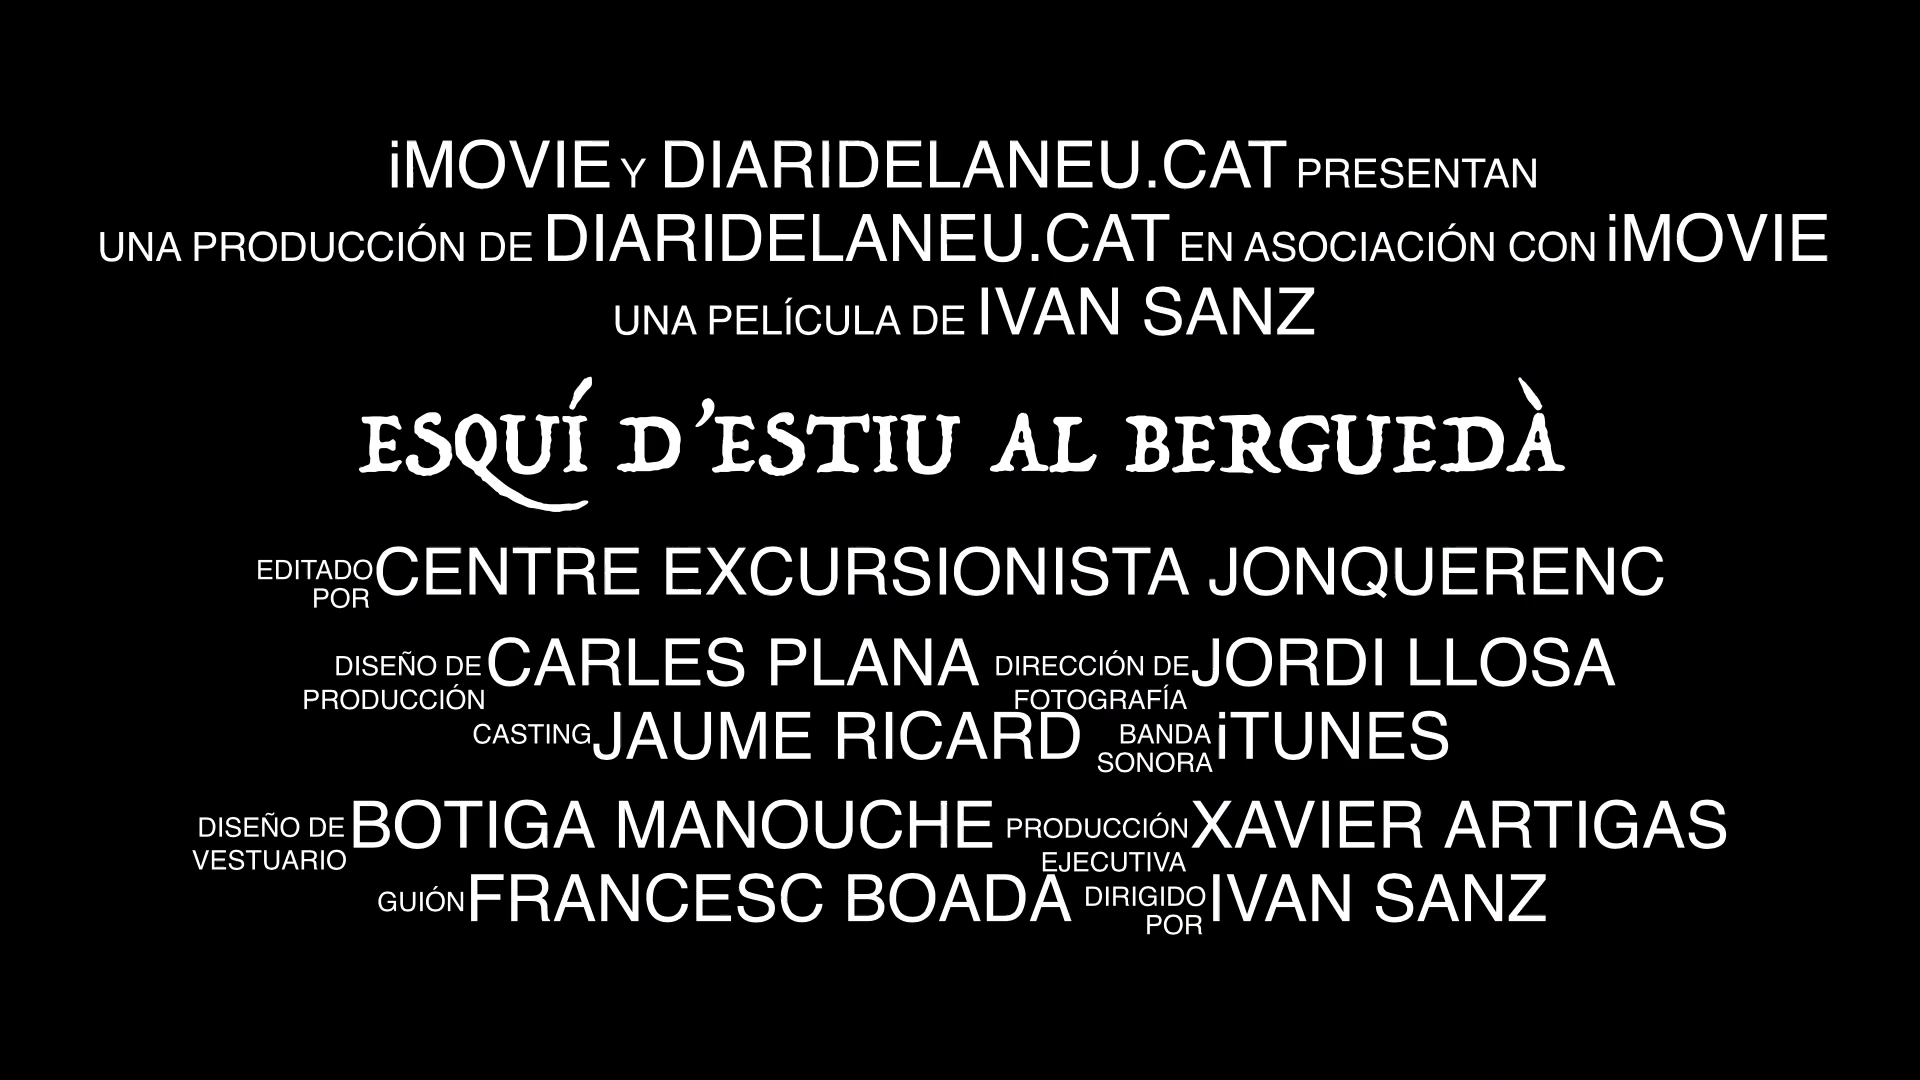 iMOVIE Y DIARIDELANEU.CAT PRESENTAN
UNA PRODUCCIÓN DE DIARIDELANEU.CAT EN ASOCIACIÓN CON iMOVIE
UNA PELÍCULA DE IVAN SANZ
ESQUÍ D'ESTIU AL BERGUEDÀ
EDITADO POR CENTRE EXCURSIONISTA JONQUERENC
DISEÑO DE PRODUCCIÓN CARLES PLANA DIRECCIÓN DE FOTOGRAFÍA JORDI LLOSA
CASTING JAUME RICARD BANDA SONORA iTUNES
DISEÑO DE VESTUARIO BOTIGA MANOUCHE PRODUCCIÓN EJECUTIVA XAVIER ARTIGAS
GUIÓN FRANCESC BOADA DIRIGIDO POR IVAN SANZ